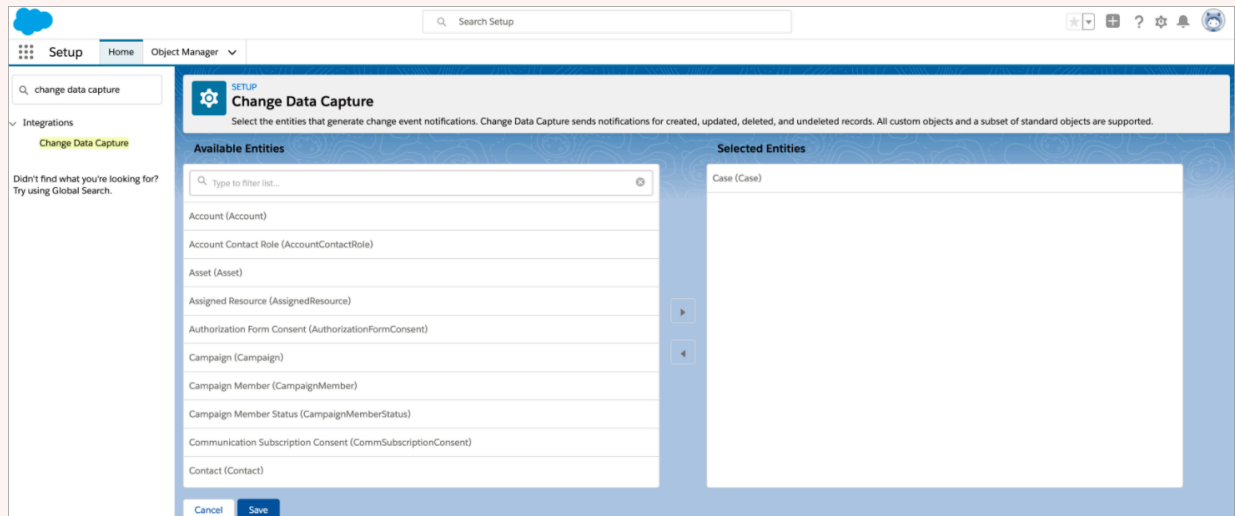 Search Setup
Setup
Home
Object Manager
change data capture
Integrations
Change Data Capture
Didn't find what you're looking for?
Try using Global Search.
SETUP
Change Data Capture
Select the entities that generate change event notifications. Change Data Capture sends notifications for created, updated, deleted, and undeleted records. All custom objects and a subset of standard objects are supported.
Available Entities
Type to filter list...
Account (Account)
Account Contact Role (AccountContactRole)
Asset (Asset)
Assigned Resource (AssignedResource)
Authorization Form Consent (AuthorizationFormConsent)
Campaign (Campaign)
Campaign Member (CampaignMember)
Campaign Member Status (CampaignMemberStatus)
Communication Subscription Consent (CommSubscriptionConsent)
Contact (Contact)
Selected Entities
Case (Case)
Cancel
Save